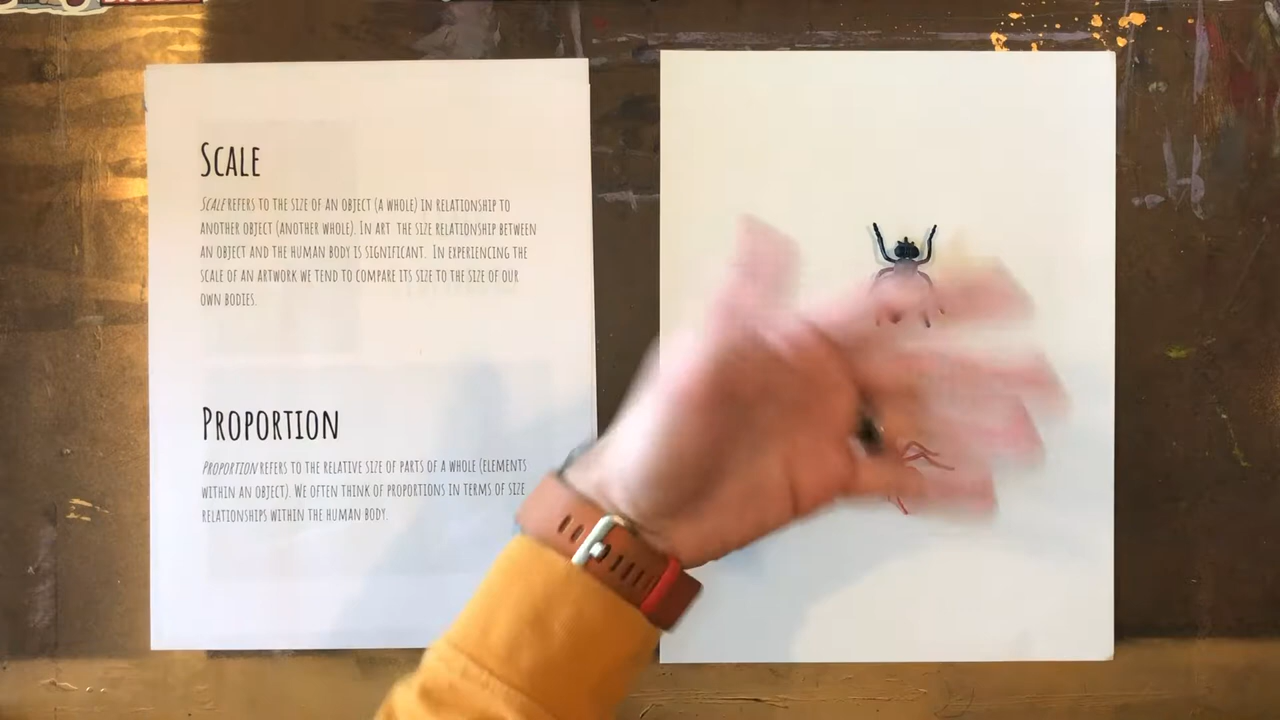 Scale
Scale refers to the size of an object (a whole) in relationship to
another object (another whole). In art the size relationship between
an object and the human body is significant. In experiencing the
scale of an artwork we tend to compare its size to the size of our
own bodies.
Proportion
Proportion refers to the relative size of parts of a whole (elements
within an object). We often think of proportions in terms of size
relationships within the human body.